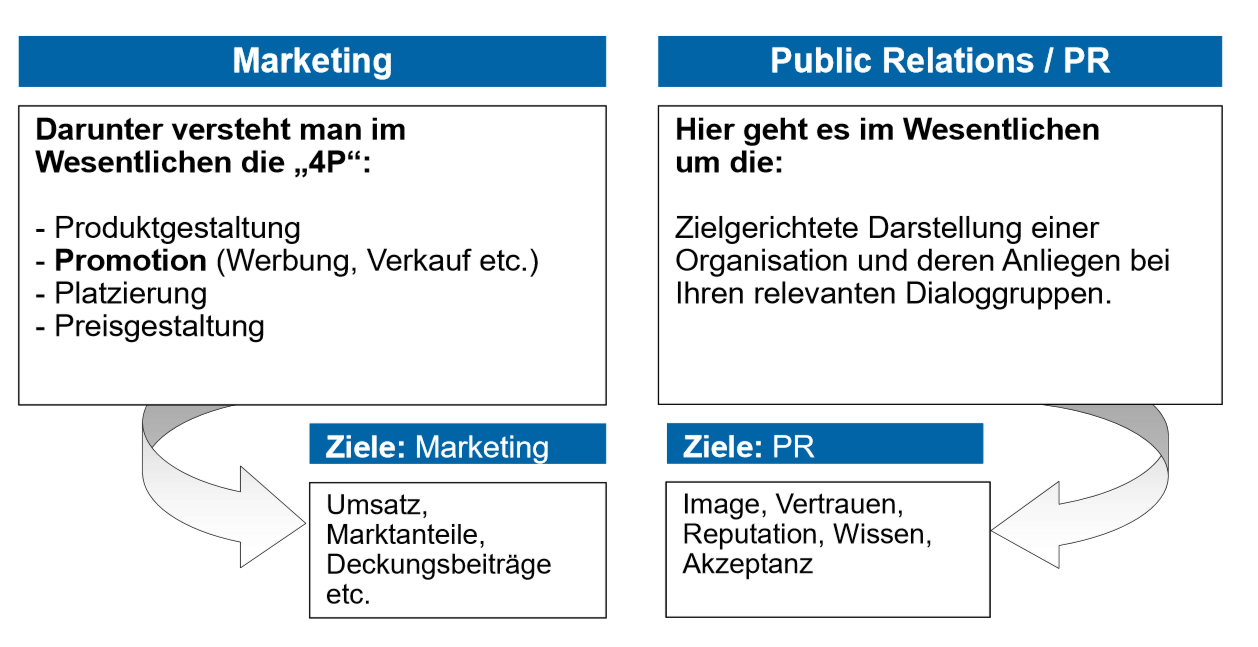 Marketing
Darunter versteht man im
Wesentlichen die „4P“:
- Produktgestaltung
- Promotion (Werbung, Verkauf etc.)
- Platzierung
- Preisgestaltung
Ziele: Marketing
Umsatz,
Marktanteile,
Deckungsbeiträge
etc.
Public Relations / PR
Hier geht es im Wesentlichen
um die:
Zielgerichtete Darstellung einer
Organisation und deren Anliegen bei
Ihren relevanten Dialoggruppen.
Ziele: PR
Image, Vertrauen,
Reputation, Wissen,
Akzeptanz